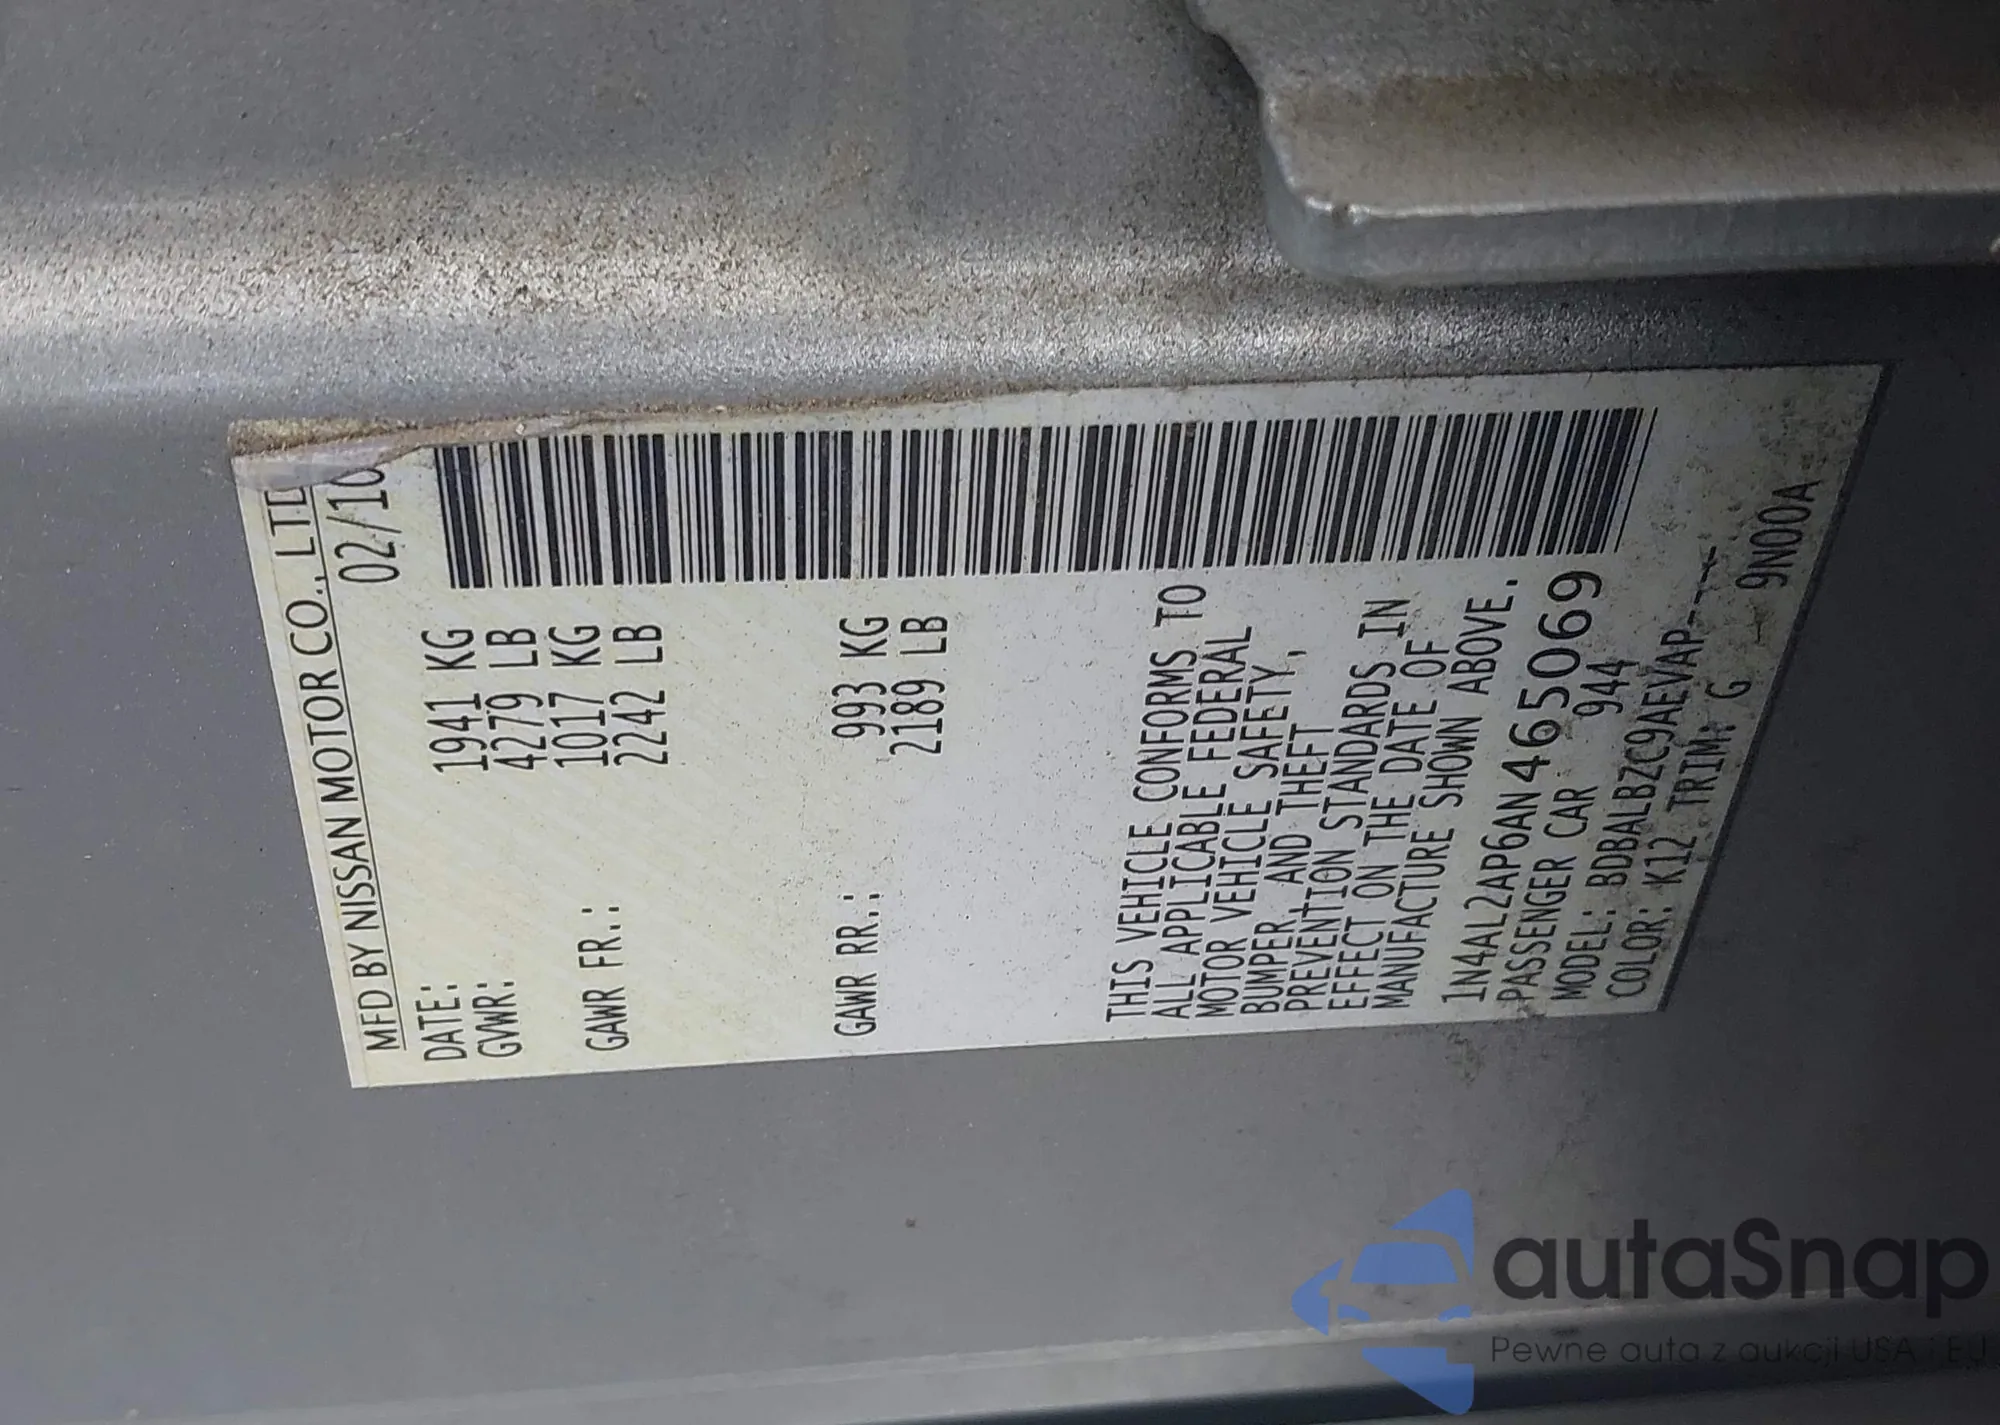 MFD BY NISSAN MOTOR CO., LTD
DATE: 02/10
GVWR: 1941 KG
4279 LB
GAWR FR.: 1017 KG
2242 LB
GAWR RR.: 993 KG
2189 LB
THIS VEHICLE CONFORMS TO
ALL APPLICABLE FEDERAL
MOTOR VEHICLE SAFETY,
BUMPER, AND THEFT
PREVENTION STANDARDS IN
EFFECT ON THE DATE OF
MANUFACTURE SHOWN ABOVE.
1N4AL2AP6AN465069
PASSENGER CAR 944
MODEL: BDBALBZC9AEVAP----
COLOR: K12 TRIM: G 9N00A
autaSnap
Pewne auta z aukcji USA i EU